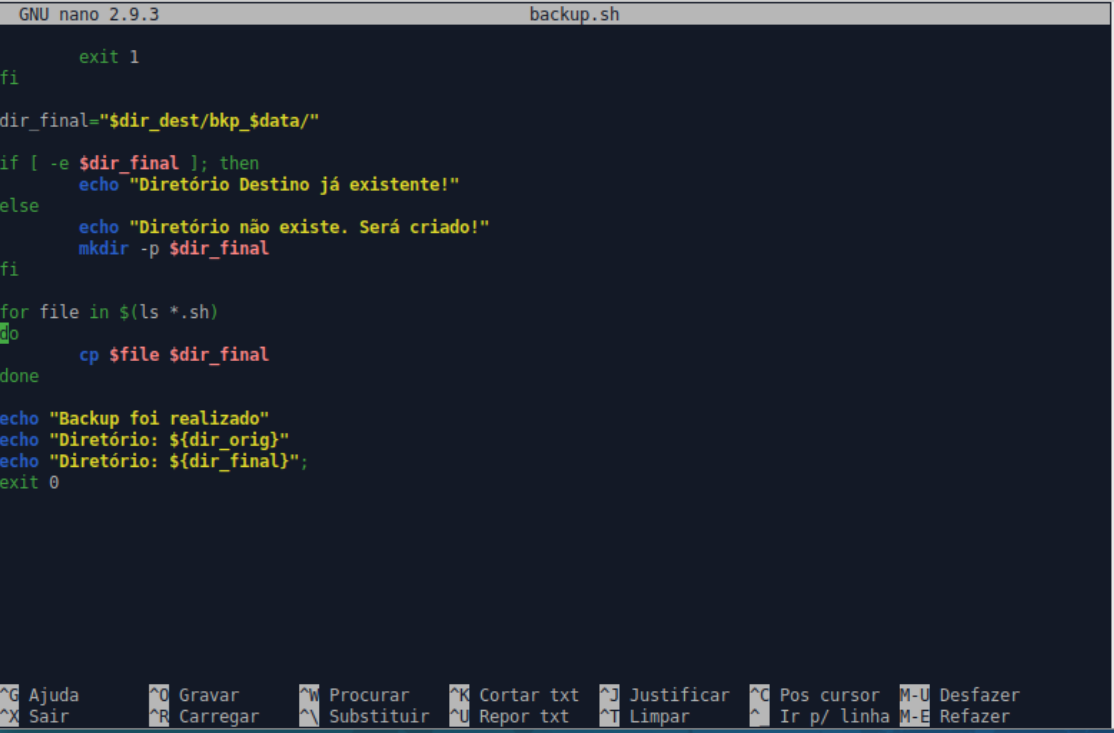 GNU nano 2.9.3 backup.sh
exit 1
fi
dir_final="$dir_dest/bkp_$data/"
if [ -e $dir_final ]; then
echo "Diretório Destino já existente!"
else
echo "Diretório não existe. Será criado!"
mkdir -p $dir_final
fi
for file in $(ls *.sh)
do
cp $file $dir_final
done
echo "Backup foi realizado"
echo "Diretório: ${dir_orig}"
echo "Diretório: ${dir_final}";
exit 0
^G Ajuda ^O Gravar ^W Procurar ^K Cortar txt ^J Justificar ^C Pos cursor M-U Desfazer
^X Sair ^R Carregar ^\ Substituir ^U Repor txt ^T Limpar ^_ Ir p/ linha M-E Refazer